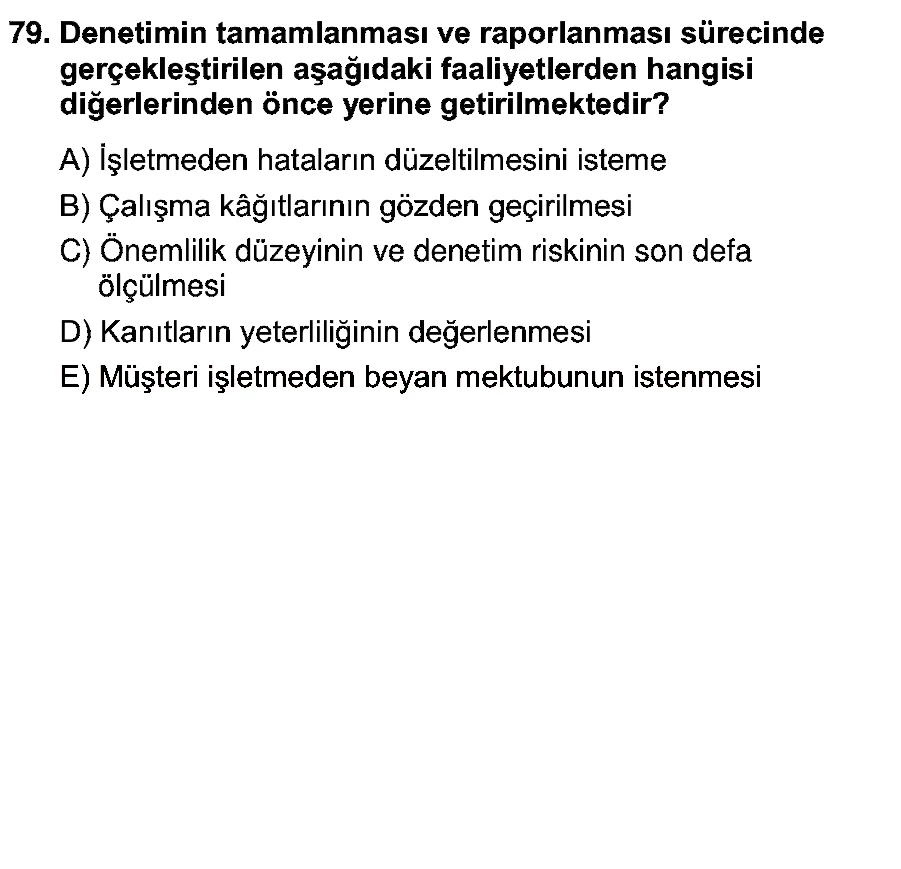 79. Denetimin tamamlanması ve raporlanması sürecinde
gerçekleştirilen aşağıdaki faaliyetlerden hangisi
diğerlerinden önce yerine getirilmektedir?
A) İşletmeden hataların düzeltilmesini isteme
B) Çalışma kâğıtlarının gözden geçirilmesi
C) Önemlilik düzeyinin ve denetim riskinin son defa
ölçülmesi
D) Kanıtların yeterliliğinin değerlenmesi
E) Müşteri işletmeden beyan mektubunun istenmesi